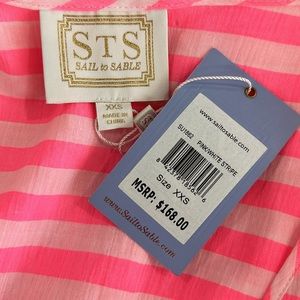 STS
SAIL to SABLE
XXS
MADE IN
CHINA
www.sailtosable.com
SU1862
PINK/WHITE STRIPE
Size XXS
MSRP: $168.00
www.SailtoSable.com